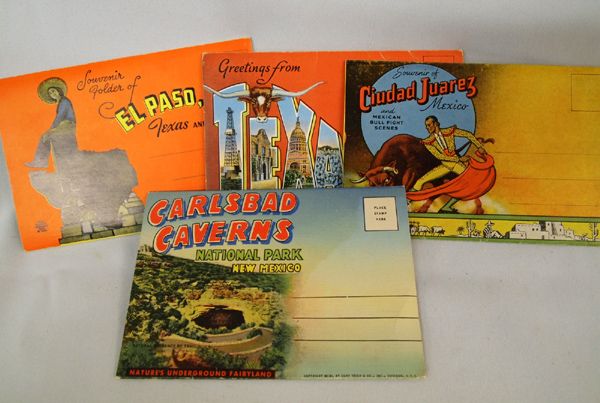 Souvenir
Folder of
EL PASO,
Texas AND
Greetings from
TEXA
Souvenir of
Ciudad Juarez
and Mexico
MEXICAN
BULL FIGHT
SCENES
CARLSBAD
CAVERNS
NATIONAL PARK
NEW MEXICO
PLACE
STAMP
HERE
NATURE'S UNDERGROUND FAIRYLAND